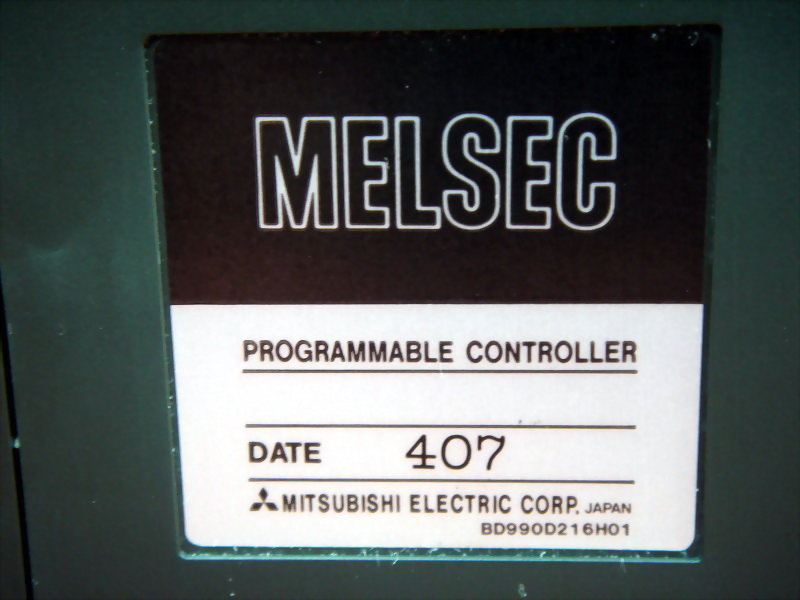 MELSEC
PROGRAMMABLE CONTROLLER
DATE 407
MITSUBISHI ELECTRIC CORP. JAPAN
BD990D216H01